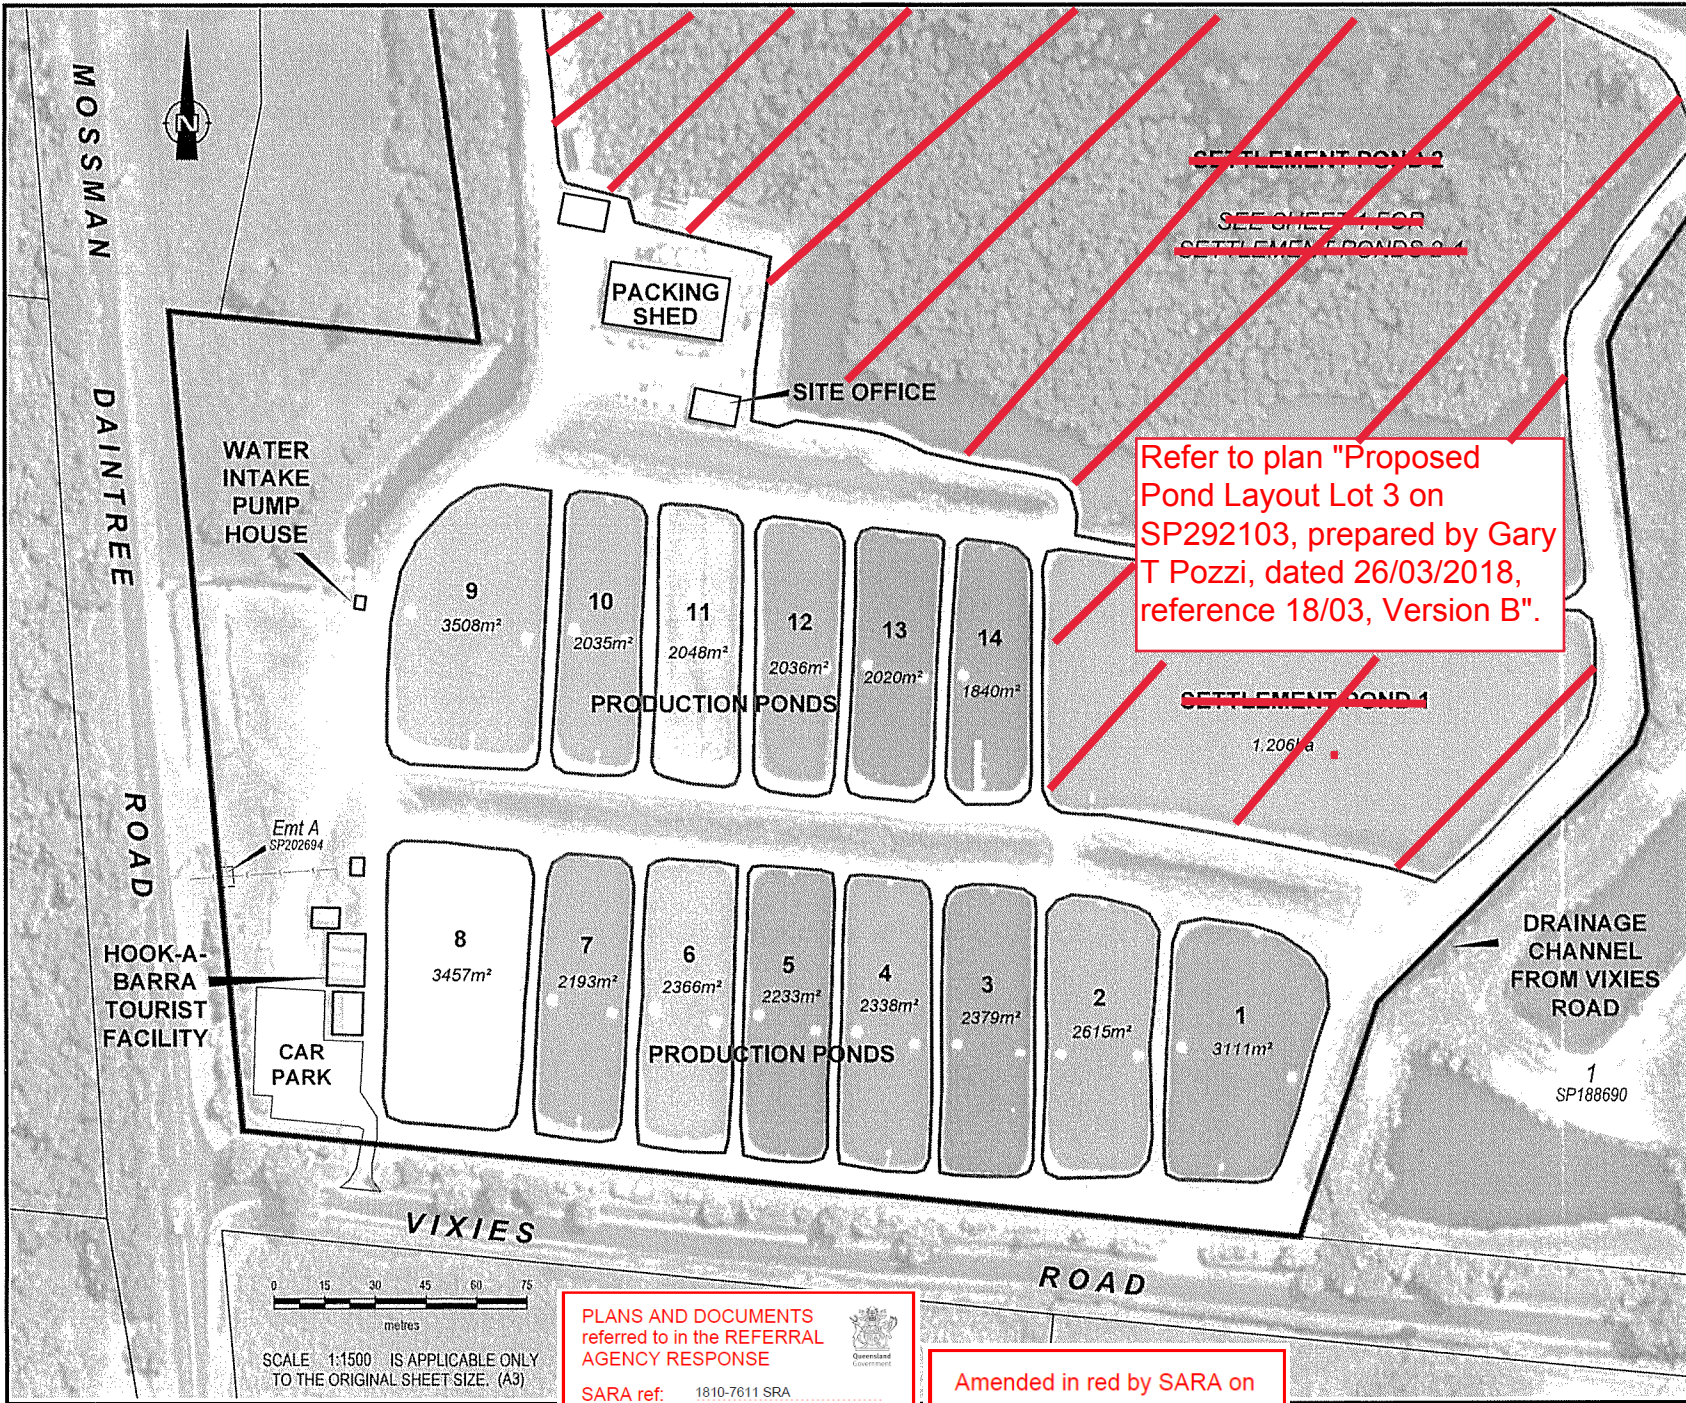 MOSSMAN
DAINTREE
ROAD
N
SETTLEMENT POND 2
SEE SHEET 1 FOR
SETTLEMENT PONDS 2-4
PACKING
SHED
SITE OFFICE
WATER
INTAKE
PUMP
HOUSE
Refer to plan "Proposed
Pond Layout Lot 3 on
SP292103, prepared by Gary
T Pozzi, dated 26/03/2018,
reference 18/03, Version B".
9
3508m²
10
2035m²
11
2048m²
12
2036m²
13
2020m²
14
1840m²
PRODUCTION PONDS
SETTLEMENT POND 1
1.206ha
Emt A
SP202694
HOOK-A-
BARRA
TOURIST
FACILITY
CAR
PARK
8
3457m²
7
2193m²
6
2366m²
5
2233m²
4
2338m²
3
2379m²
2
2615m²
1
3111m²
PRODUCTION PONDS
DRAINAGE
CHANNEL
FROM VIXIES
ROAD
1
SP188690
VIXIES
ROAD
0 15 30 45 60 75
metres
SCALE 1:1500 IS APPLICABLE ONLY
TO THE ORIGINAL SHEET SIZE. (A3)
PLANS AND DOCUMENTS
referred to in the REFERRAL
AGENCY RESPONSE
Queensland
Government
SARA ref: 1810-7611 SRA
Amended in red by SARA on